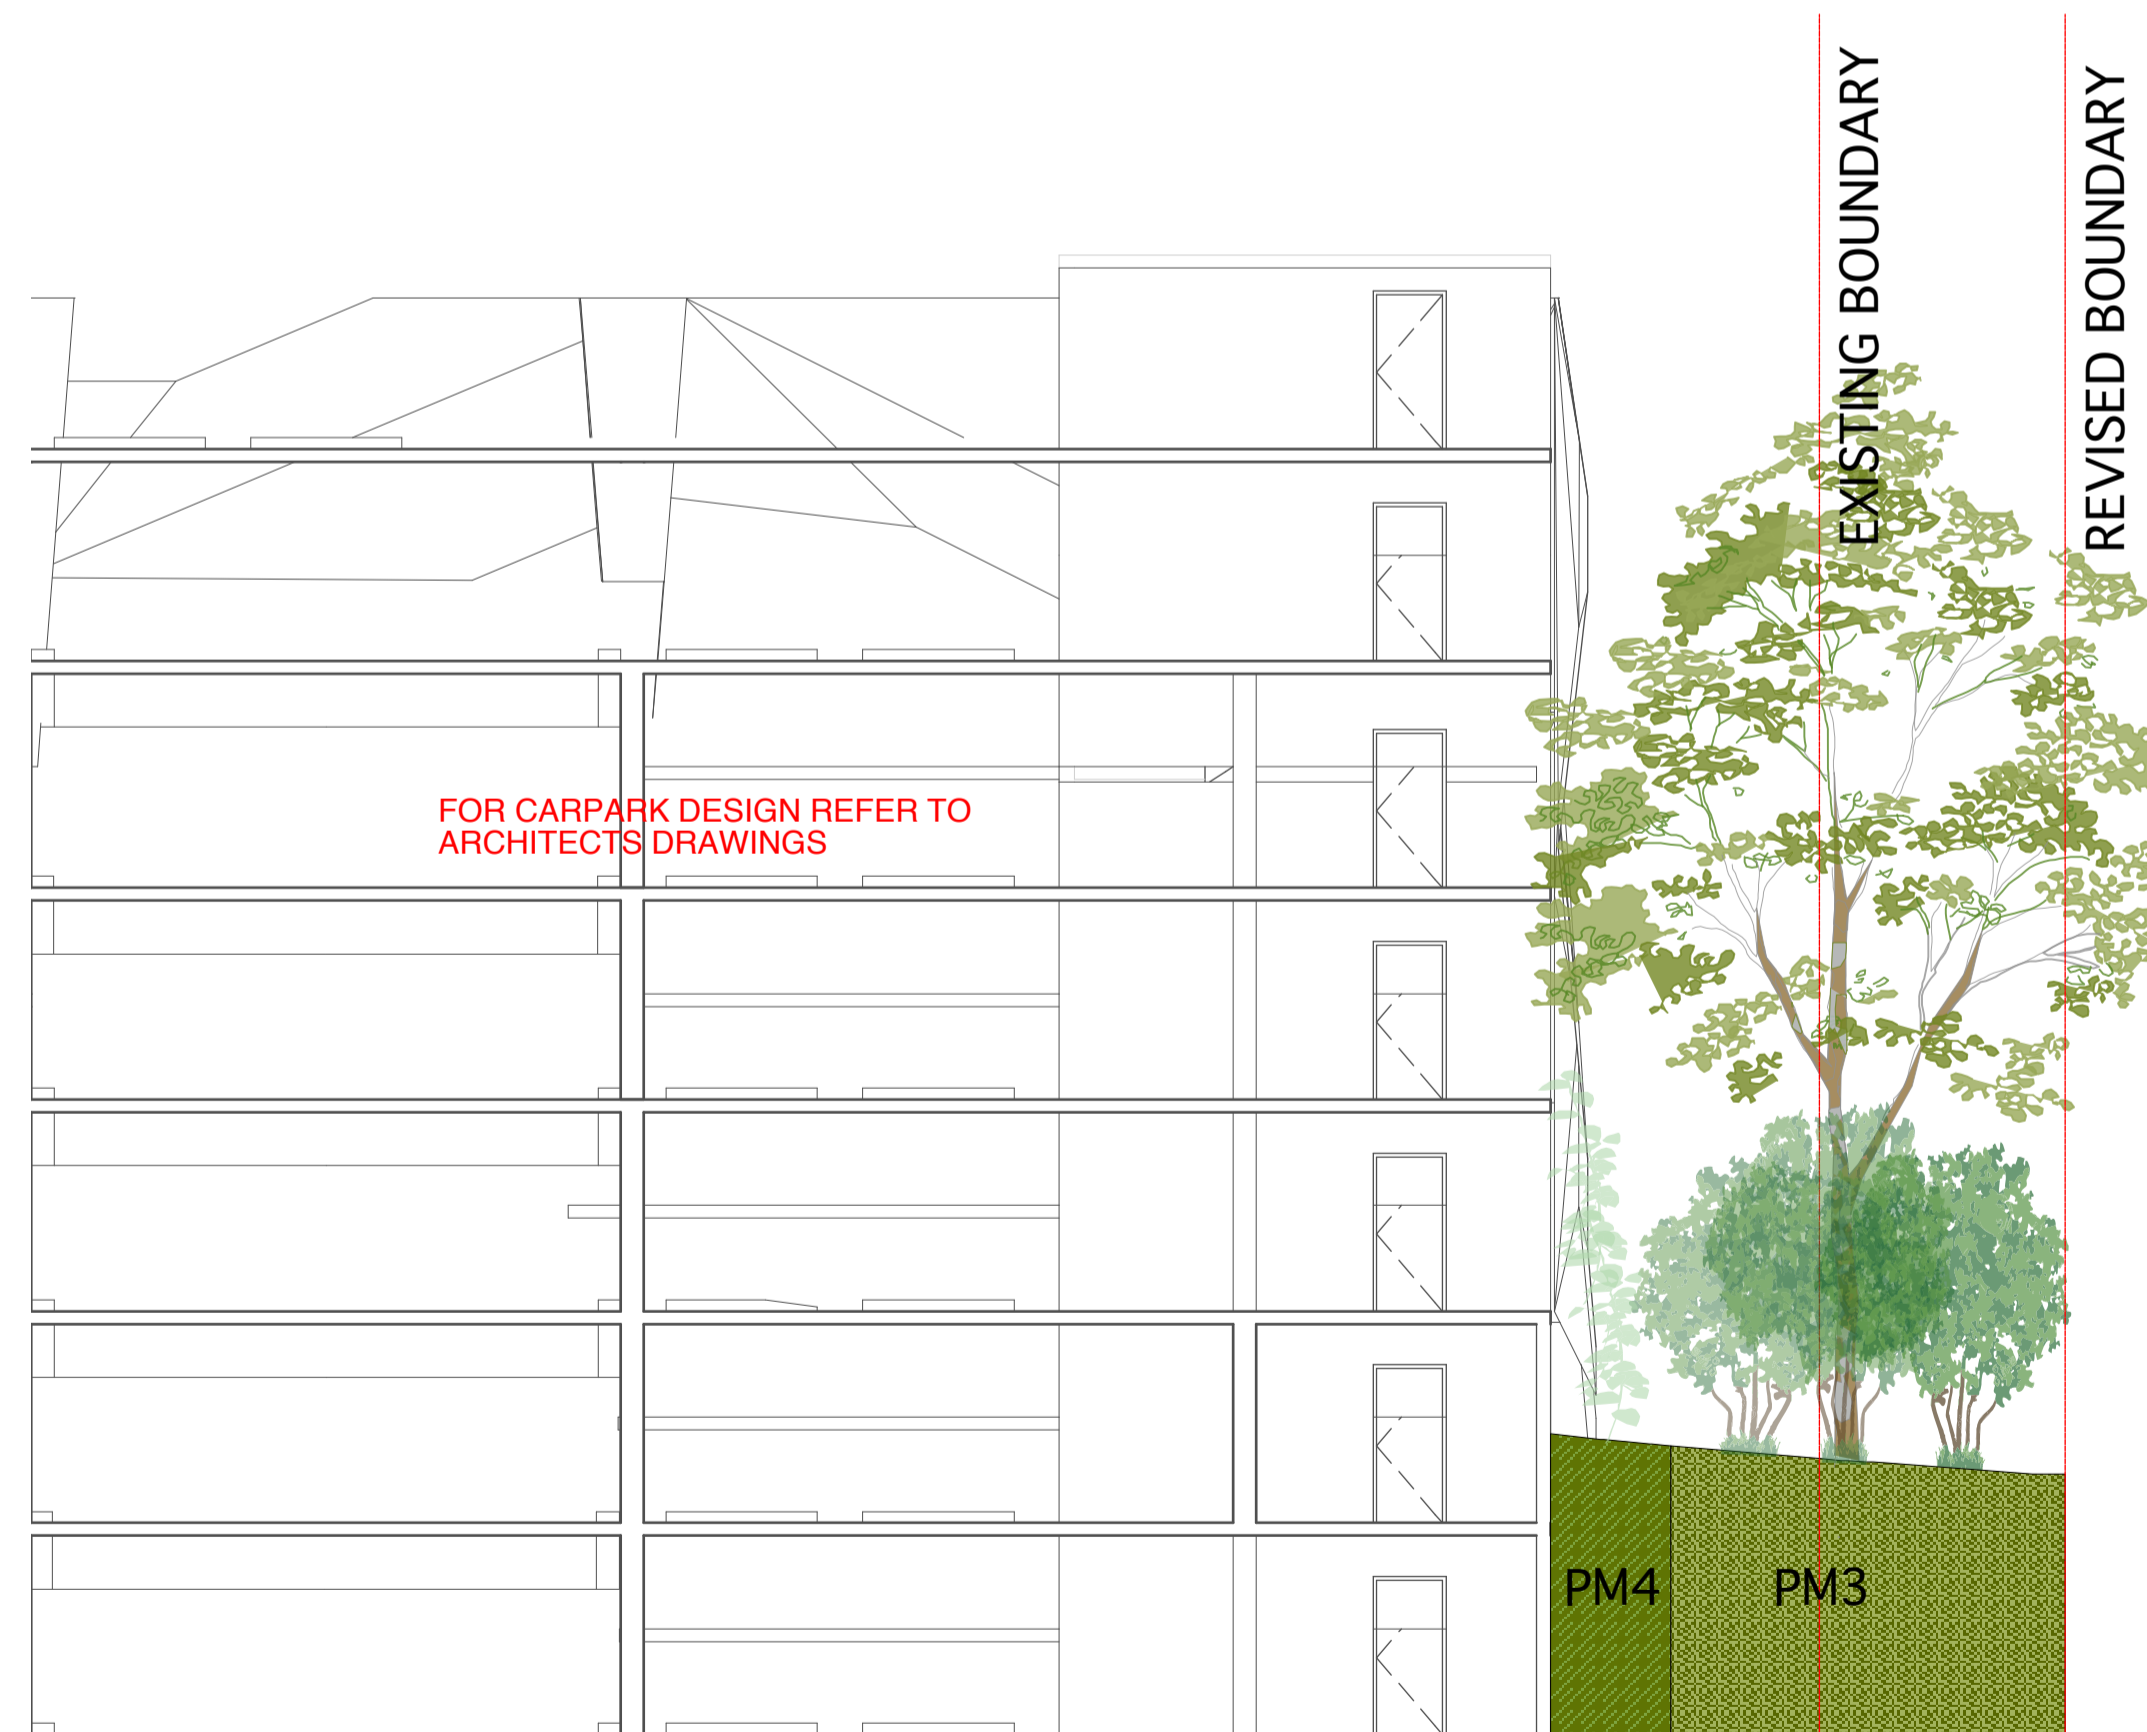 EXISTING BOUNDARY
REVISED BOUNDARY
FOR CARPARK DESIGN REFER TO
ARCHITECTS DRAWINGS
PM4
PM3